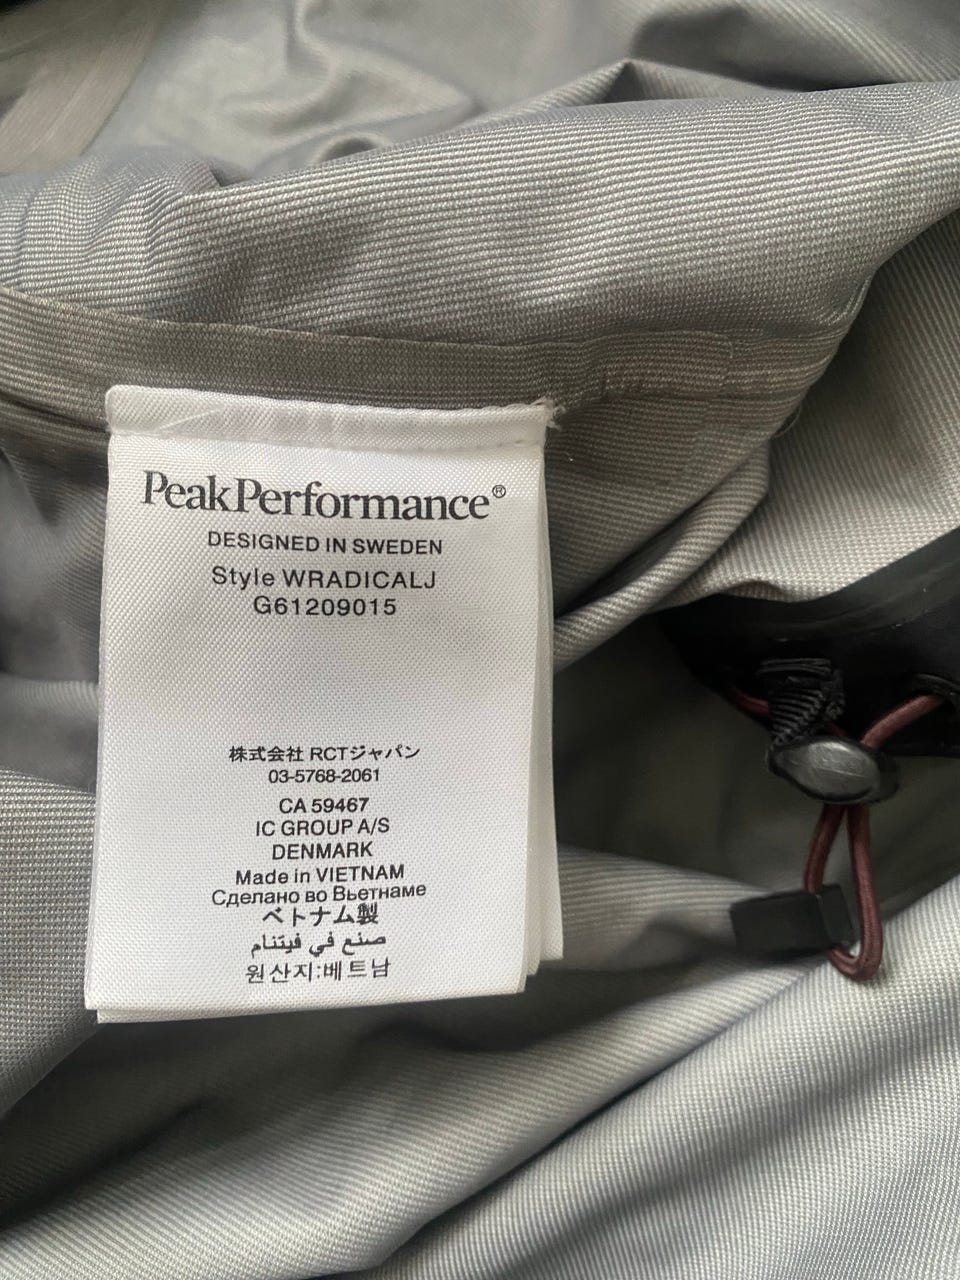 PeakPerformance®
DESIGNED IN SWEDEN
Style WRADICALJ
G61209015
株式会社 RCTジャパン
03-5768-2061
CA 59467
IC GROUP A/S
DENMARK
Made in VIETNAM
Сделано во Вьетнаме
ベトナム製
صنع في فيتنام
원산지:베트남